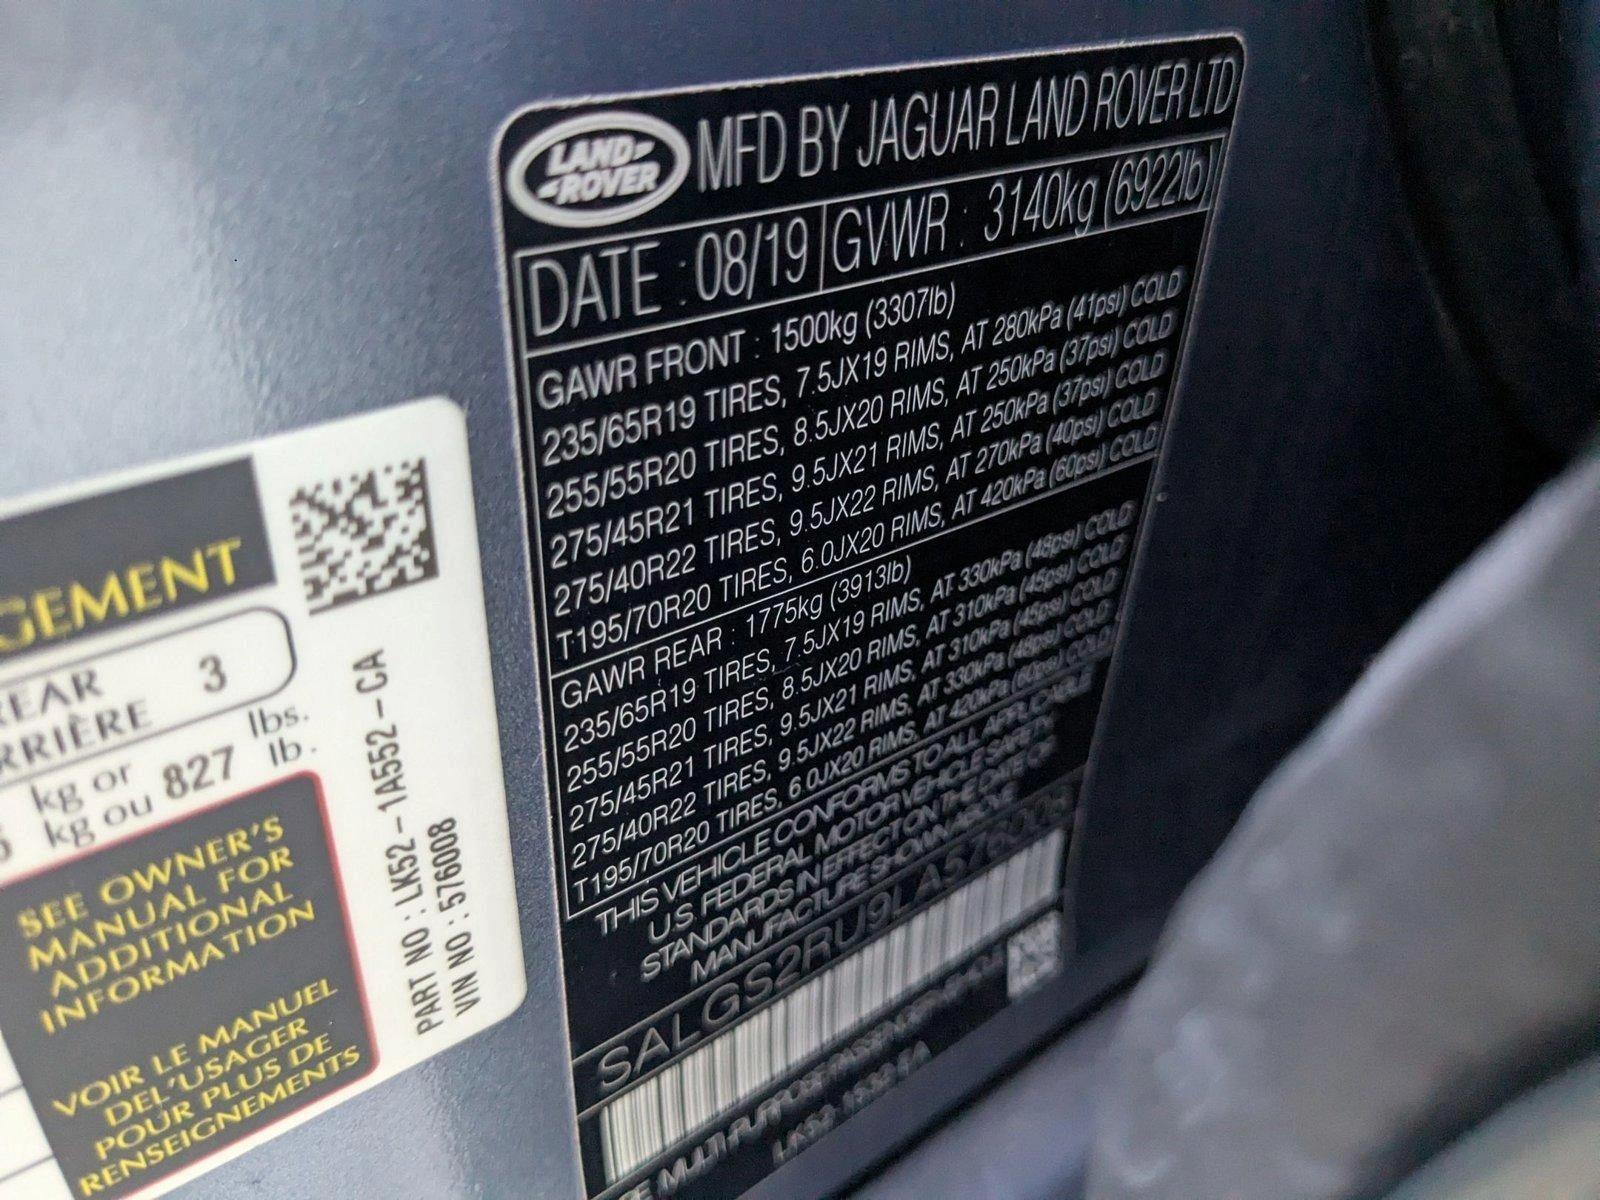 GEMENT
REAR
RRIÈRE
3
kg or
kg ou
827
lbs.
lb.
SEE OWNER'S
MANUAL FOR
ADDITIONAL
INFORMATION
VOIR LE MANUEL
DE L'USAGER
POUR PLUS DE
RENSEIGNEMENTS
PART NO : LK52-1A552-CA
VIN NO : 576008
LAND-
-ROVER
MFD BY JAGUAR LAND ROVER LTD
DATE : 08/19 GVWR : 3140kg (6922lb)
GAWR FRONT : 1500kg (3307lb)
235/65R19 TIRES, 7.5JX19 RIMS, AT 280kPa (41psi) COLD
255/55R20 TIRES, 8.5JX20 RIMS, AT 250kPa (37psi) COLD
275/45R21 TIRES, 9.5JX21 RIMS, AT 250kPa (37psi) COLD
275/40R22 TIRES, 9.5JX22 RIMS, AT 270kPa (40psi) COLD
T195/70R20 TIRES, 6.0JX20 RIMS, AT 420kPa (60psi) COLD
GAWR REAR : 1775kg (3913lb)
235/65R19 TIRES, 7.5JX19 RIMS, AT 330kPa (48psi) COLD
255/55R20 TIRES, 8.5JX20 RIMS, AT 310kPa (45psi) COLD
275/45R21 TIRES, 9.5JX21 RIMS, AT 310kPa (45psi) COLD
275/40R22 TIRES, 9.5JX22 RIMS, AT 330kPa (48psi) COLD
T195/70R20 TIRES, 6.0JX20 RIMS, AT 420kPa (60psi) COLD
THIS VEHICLE CONFORMS TO ALL APPLICABLE
U.S. FEDERAL MOTOR VEHICLE SAFETY
STANDARDS IN EFFECT ON THE DATE OF
MANUFACTURE SHOWN ABOVE
SALGS2RU9LA576008
MULTI-PURPOSE PASSENGER VEHICLE